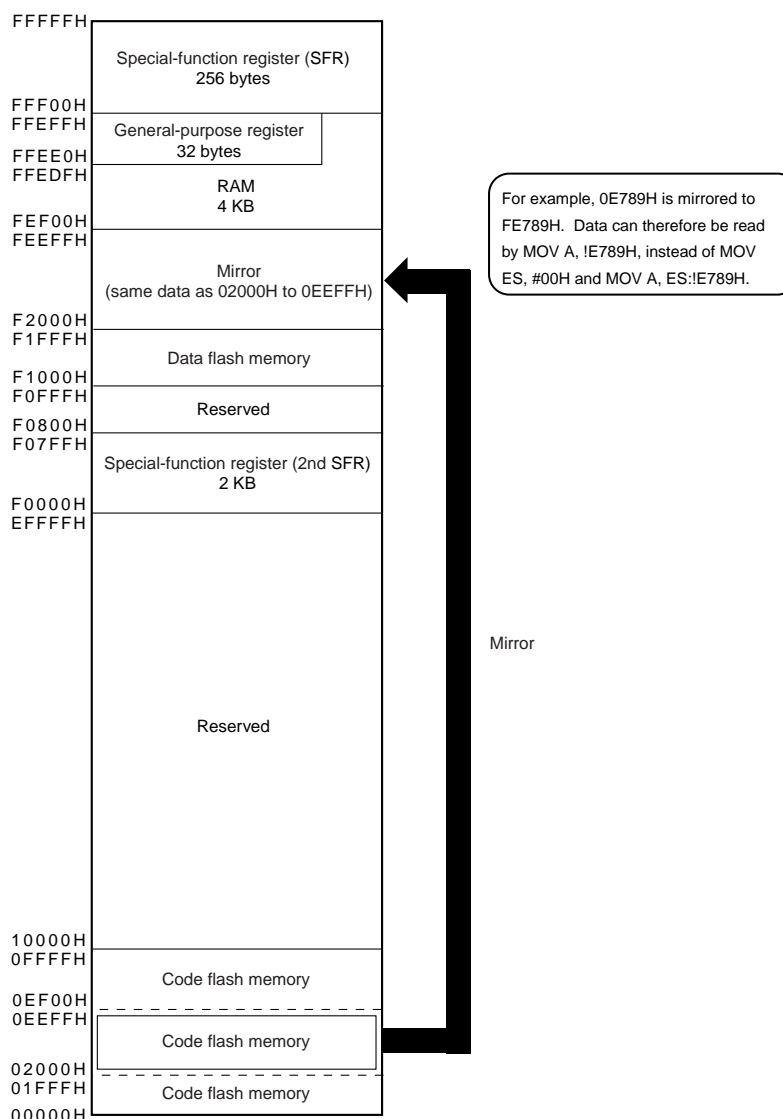 FFFFFH
Special-function register (SFR)
256 bytes
FFF00H
FFEFFH
General-purpose register
32 bytes
FFEE0H
FFEDFH
RAM
4 KB
FEF00H
FEEFFH
Mirror
(same data as 02000H to 0EEFFH)
For example, 0E789H is mirrored to
FE789H. Data can therefore be read
by MOV A, !E789H, instead of MOV
ES, #00H and MOV A, ES:!E789H.
F2000H
F1FFFH
Data flash memory
F1000H
F0FFFH
Reserved
F0800H
F07FFH
Special-function register (2nd SFR)
2 KB
F0000H
EFFFFH
Mirror
Reserved
10000H
0FFFFH
Code flash memory
0EF00H
0EEFFH
Code flash memory
02000H
01FFFH
Code flash memory
00000H